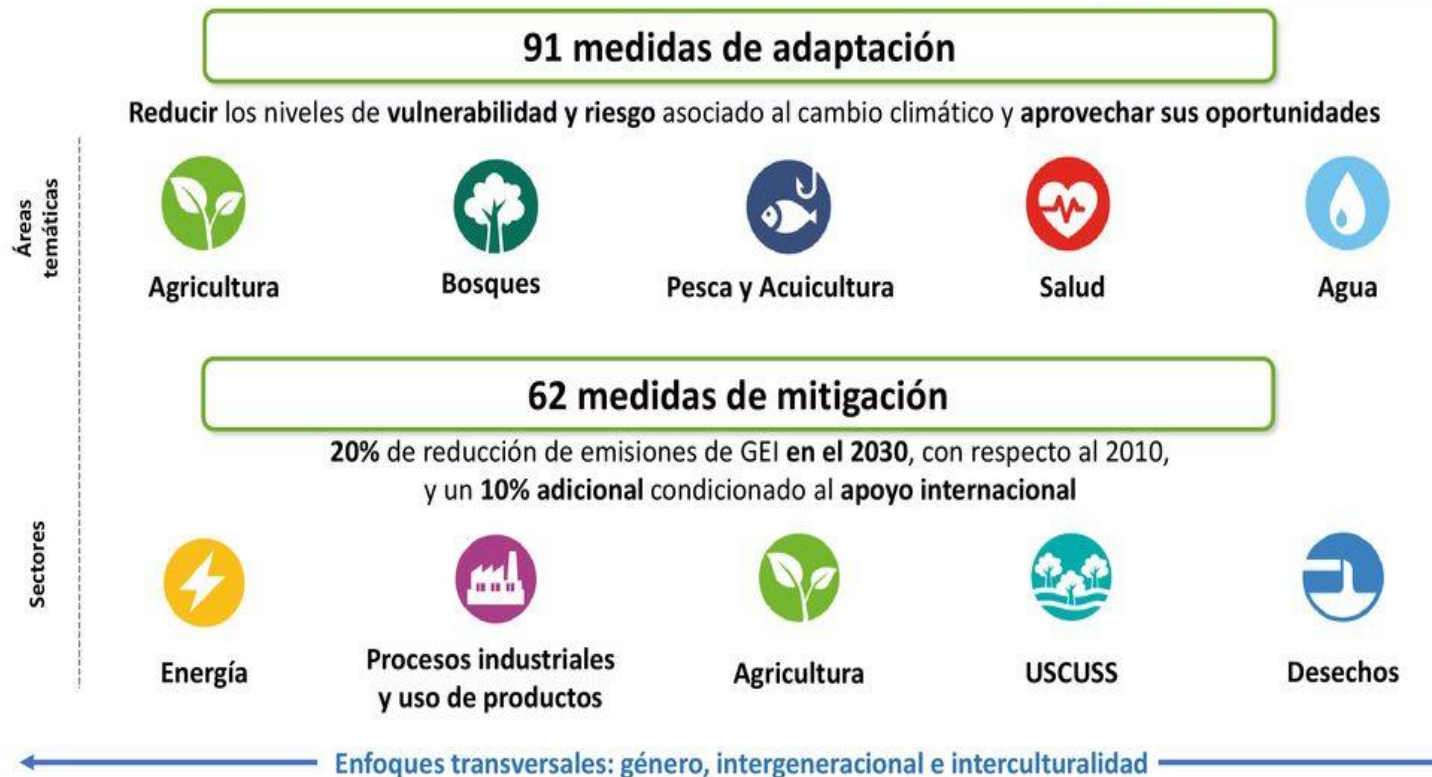 91 medidas de adaptación
Reducir los niveles de vulnerabilidad y riesgo asociado al cambio climático y aprovechar sus oportunidades
Áreas
temáticas
Agricultura
Bosques
Pesca y Acuicultura
Salud
Agua
62 medidas de mitigación
20% de reducción de emisiones de GEI en el 2030, con respecto al 2010,
y un 10% adicional condicionado al apoyo internacional
Sectores
Energía
Procesos industriales
y uso de productos
Agricultura
USCUSS
Desechos
Enfoques transversales: género, intergeneracional e interculturalidad